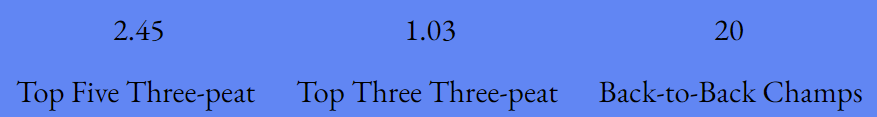 2.45 1.03 20
Top Five Three-peat Top Three Three-peat Back-to-Back Champs